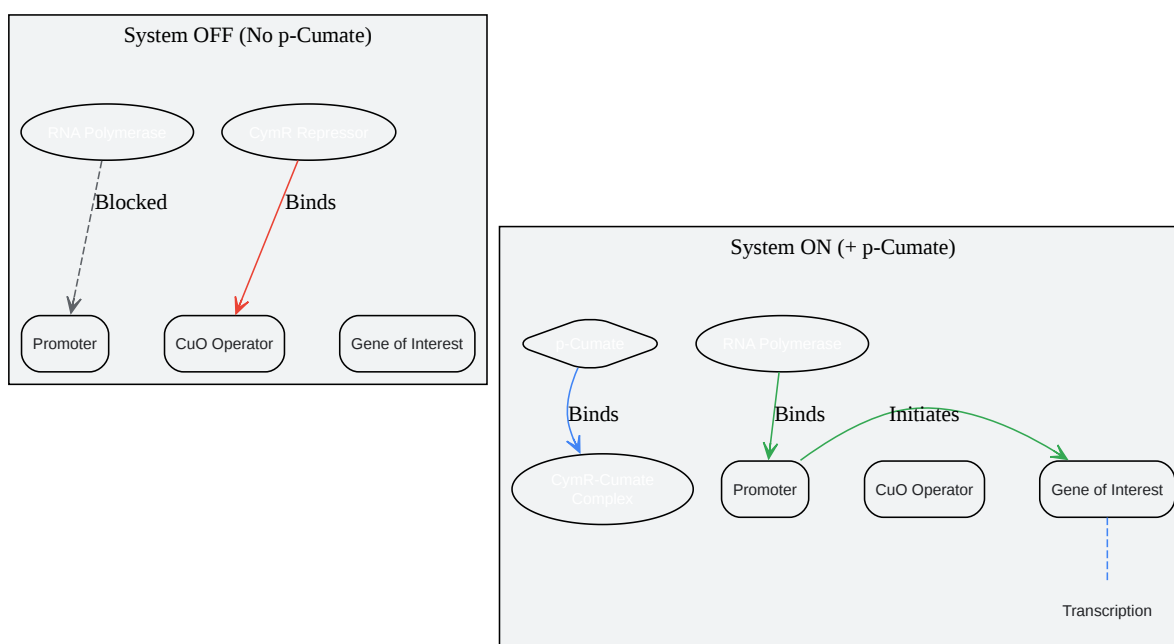 System OFF (No p-Cumate)
RNA Polymerase
CymR Repressor
Blocked
Binds
Promoter
CuO Operator
Gene of Interest
System ON (+ p-Cumate)
p-Cumate
RNA Polymerase
Binds
Binds
Initiates
CymR-Cumate
Complex
Promoter
CuO Operator
Gene of Interest
Transcription